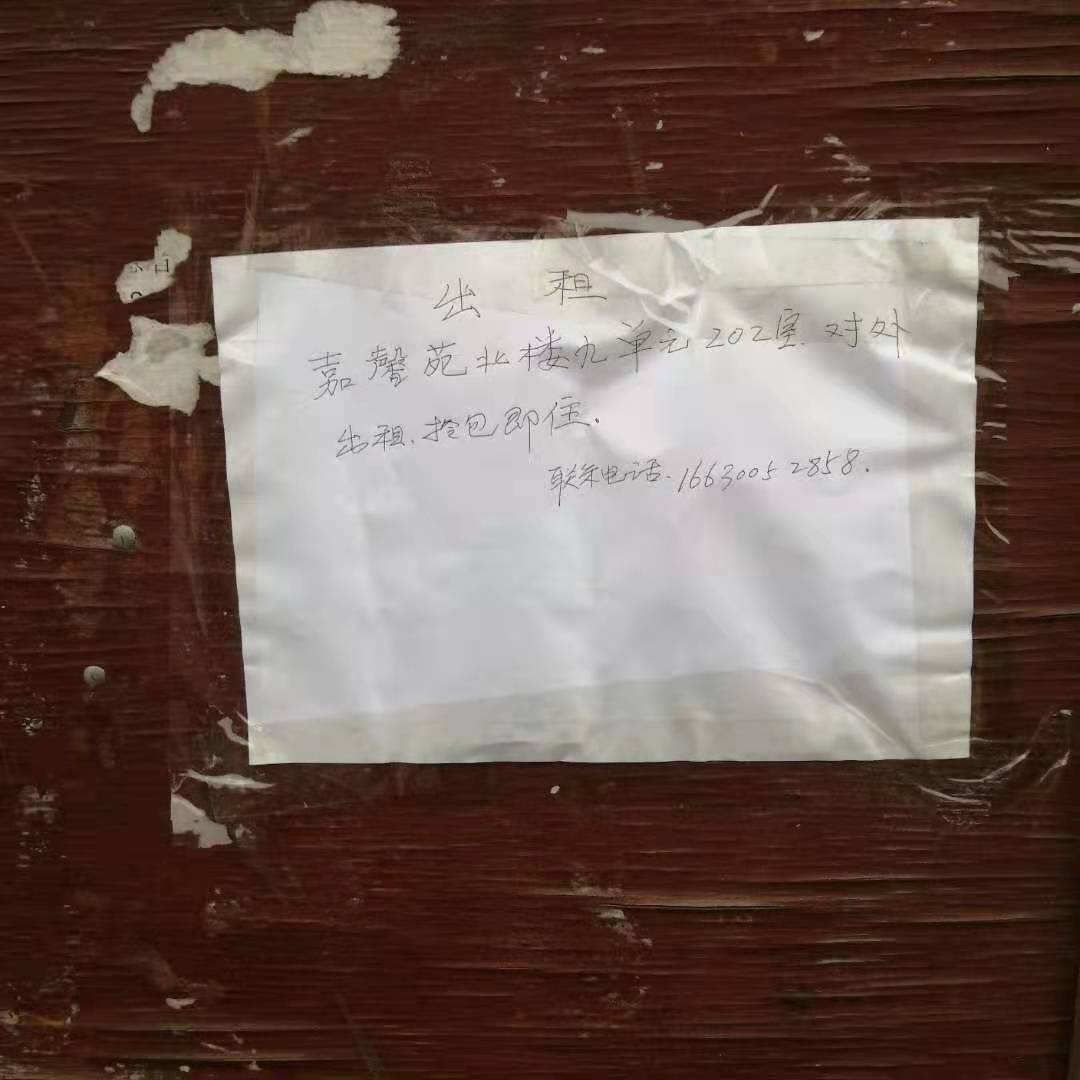 出租
嘉馨苑北楼九单元202室.对外
出租.拎包即住.
联系电话.16630052858.